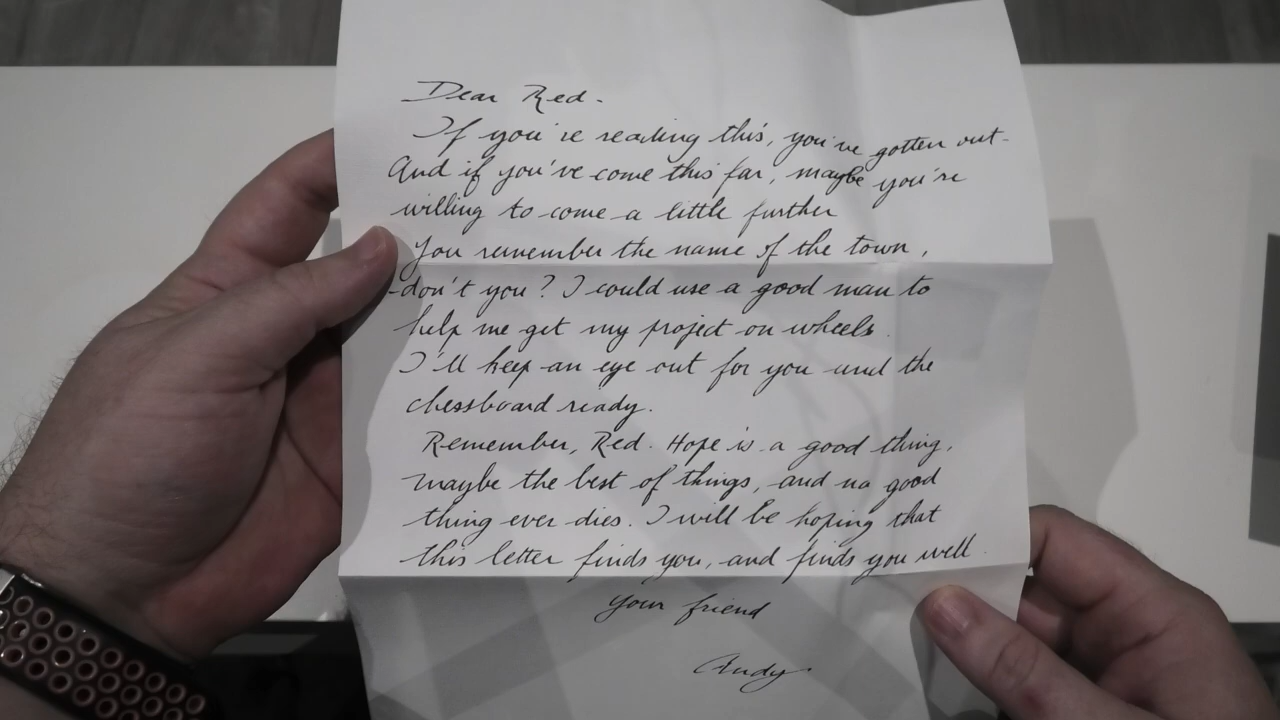 Dear Red.
If you're reading this, you've gotten out.
And if you've come this far, maybe you're
willing to come a little further
You remember the name of the town,
don't you? I could use a good man to
help me get my project on wheels.
I'll keep an eye out for you and the
chessboard ready.
Remember, Red. Hope is a good thing,
maybe the best of things, and no good
thing ever dies. I will be hoping that
this letter finds you, and finds you well.
Your friend
Andy